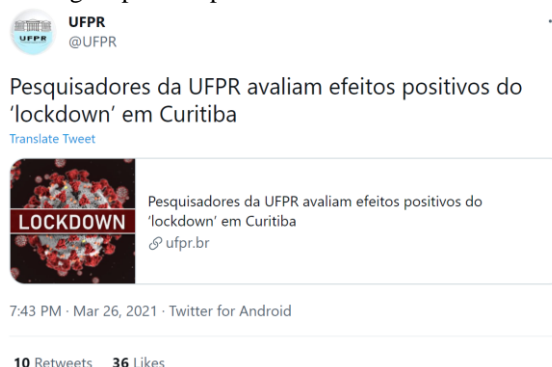 UFPR
UFPR
@UFPR
Pesquisadores da UFPR avaliam efeitos positivos do
'lockdown' em Curitiba
Translate Tweet
LOCKDOWN
Pesquisadores da UFPR avaliam efeitos positivos do
'lockdown' em Curitiba
ufpr.br
7:43 PM · Mar 26, 2021 · Twitter for Android
10 Retweets 36 Likes